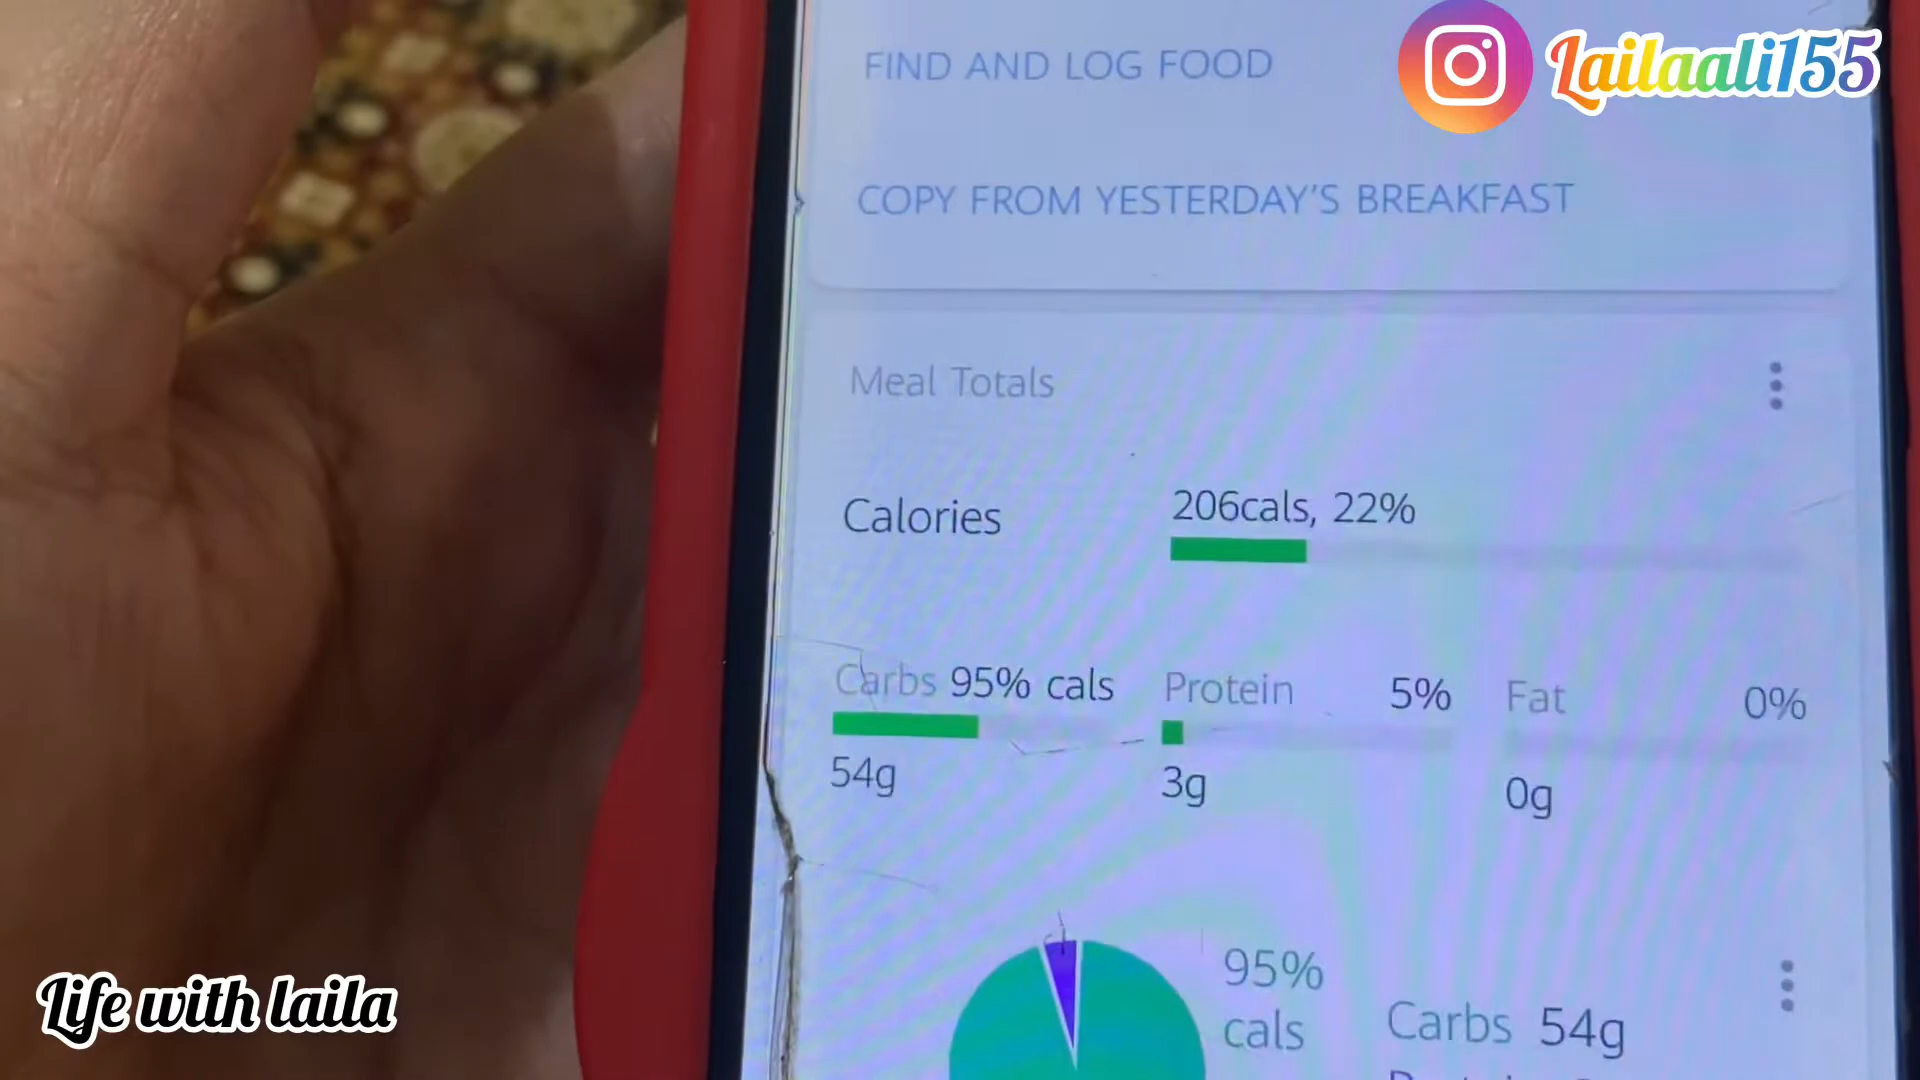 Lailaali155
FIND AND LOG FOOD
COPY FROM YESTERDAY'S BREAKFAST
Meal Totals
Calories 206cals, 22%
Carbs 95% cals Protein 5% Fat 0%
54g 3g 0g
95%
cals
Carbs 54g
Life with laila